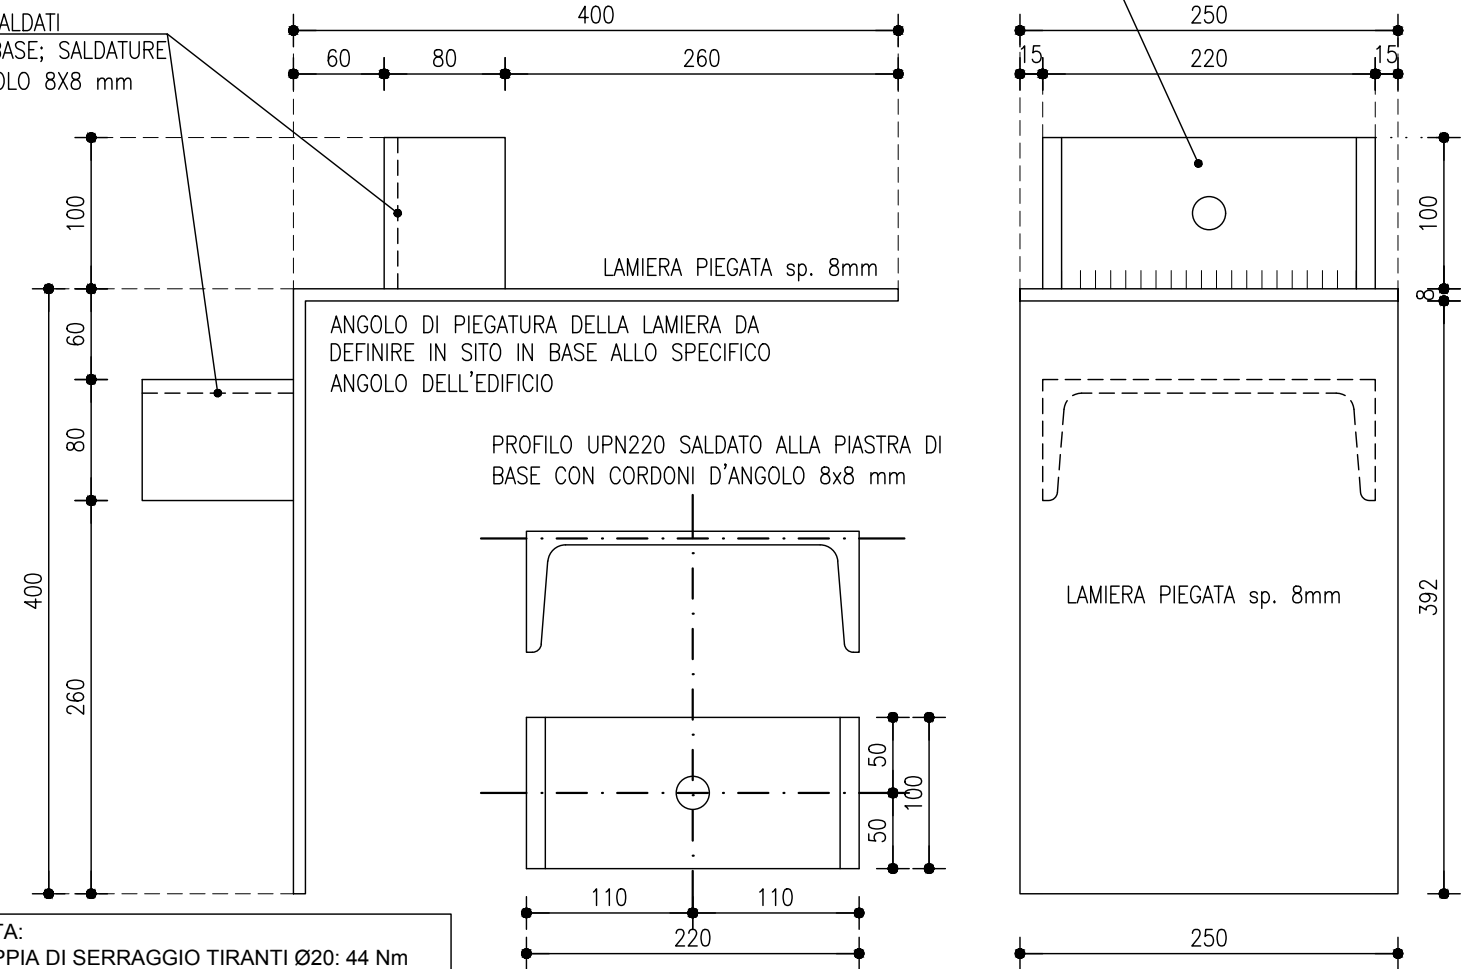 ALDATI
BASE; SALDATURE
OLO 8X8 mm
400
60
80
260
250
15
220
15
100
60
80
260
400
LAMIERA PIEGATA sp. 8mm
ANGOLO DI PIEGATURA DELLA LAMIERA DA
DEFINIRE IN SITO IN BASE ALLO SPECIFICO
ANGOLO DELL'EDIFICIO
PROFILO UPN220 SALDATO ALLA PIASTRA DI
BASE CON CORDONI D'ANGOLO 8x8 mm
50
50
100
110
110
220
100
8
392
LAMIERA PIEGATA sp. 8mm
250
TA:
PPIA DI SERRAGGIO TIRANTI Ø20: 44 Nm